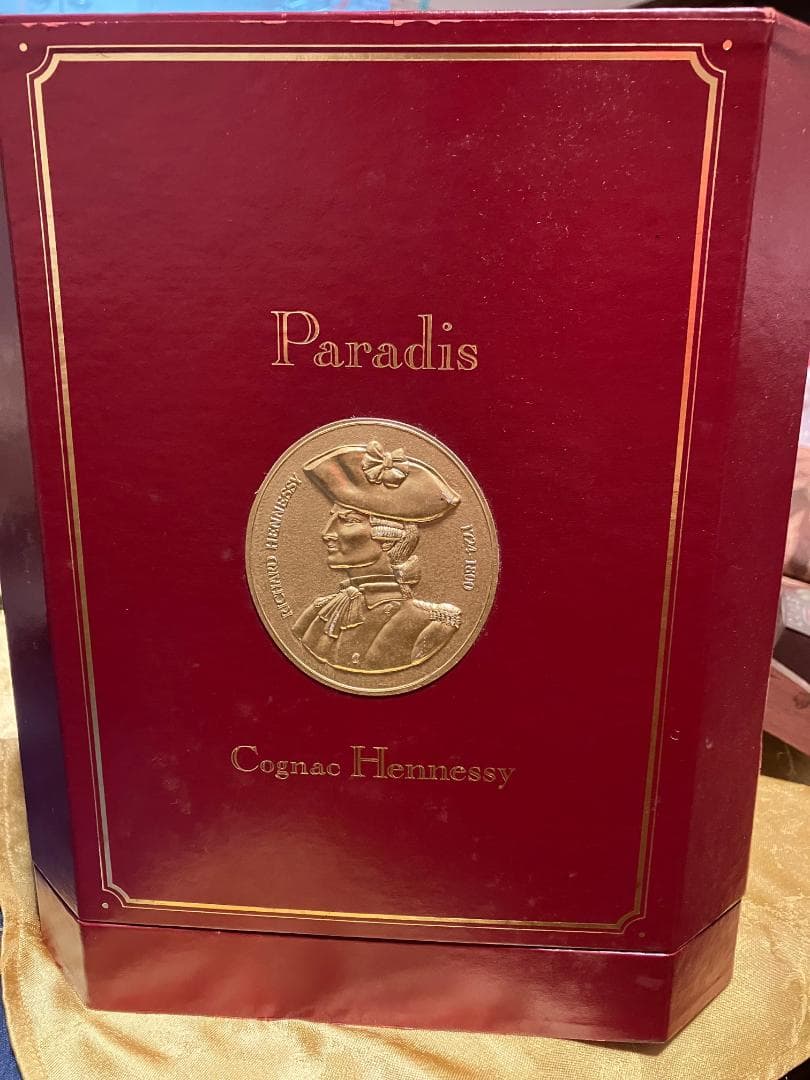 Paradis
RICHARD HENNESSY
1724-1800
Cognac Hennessy